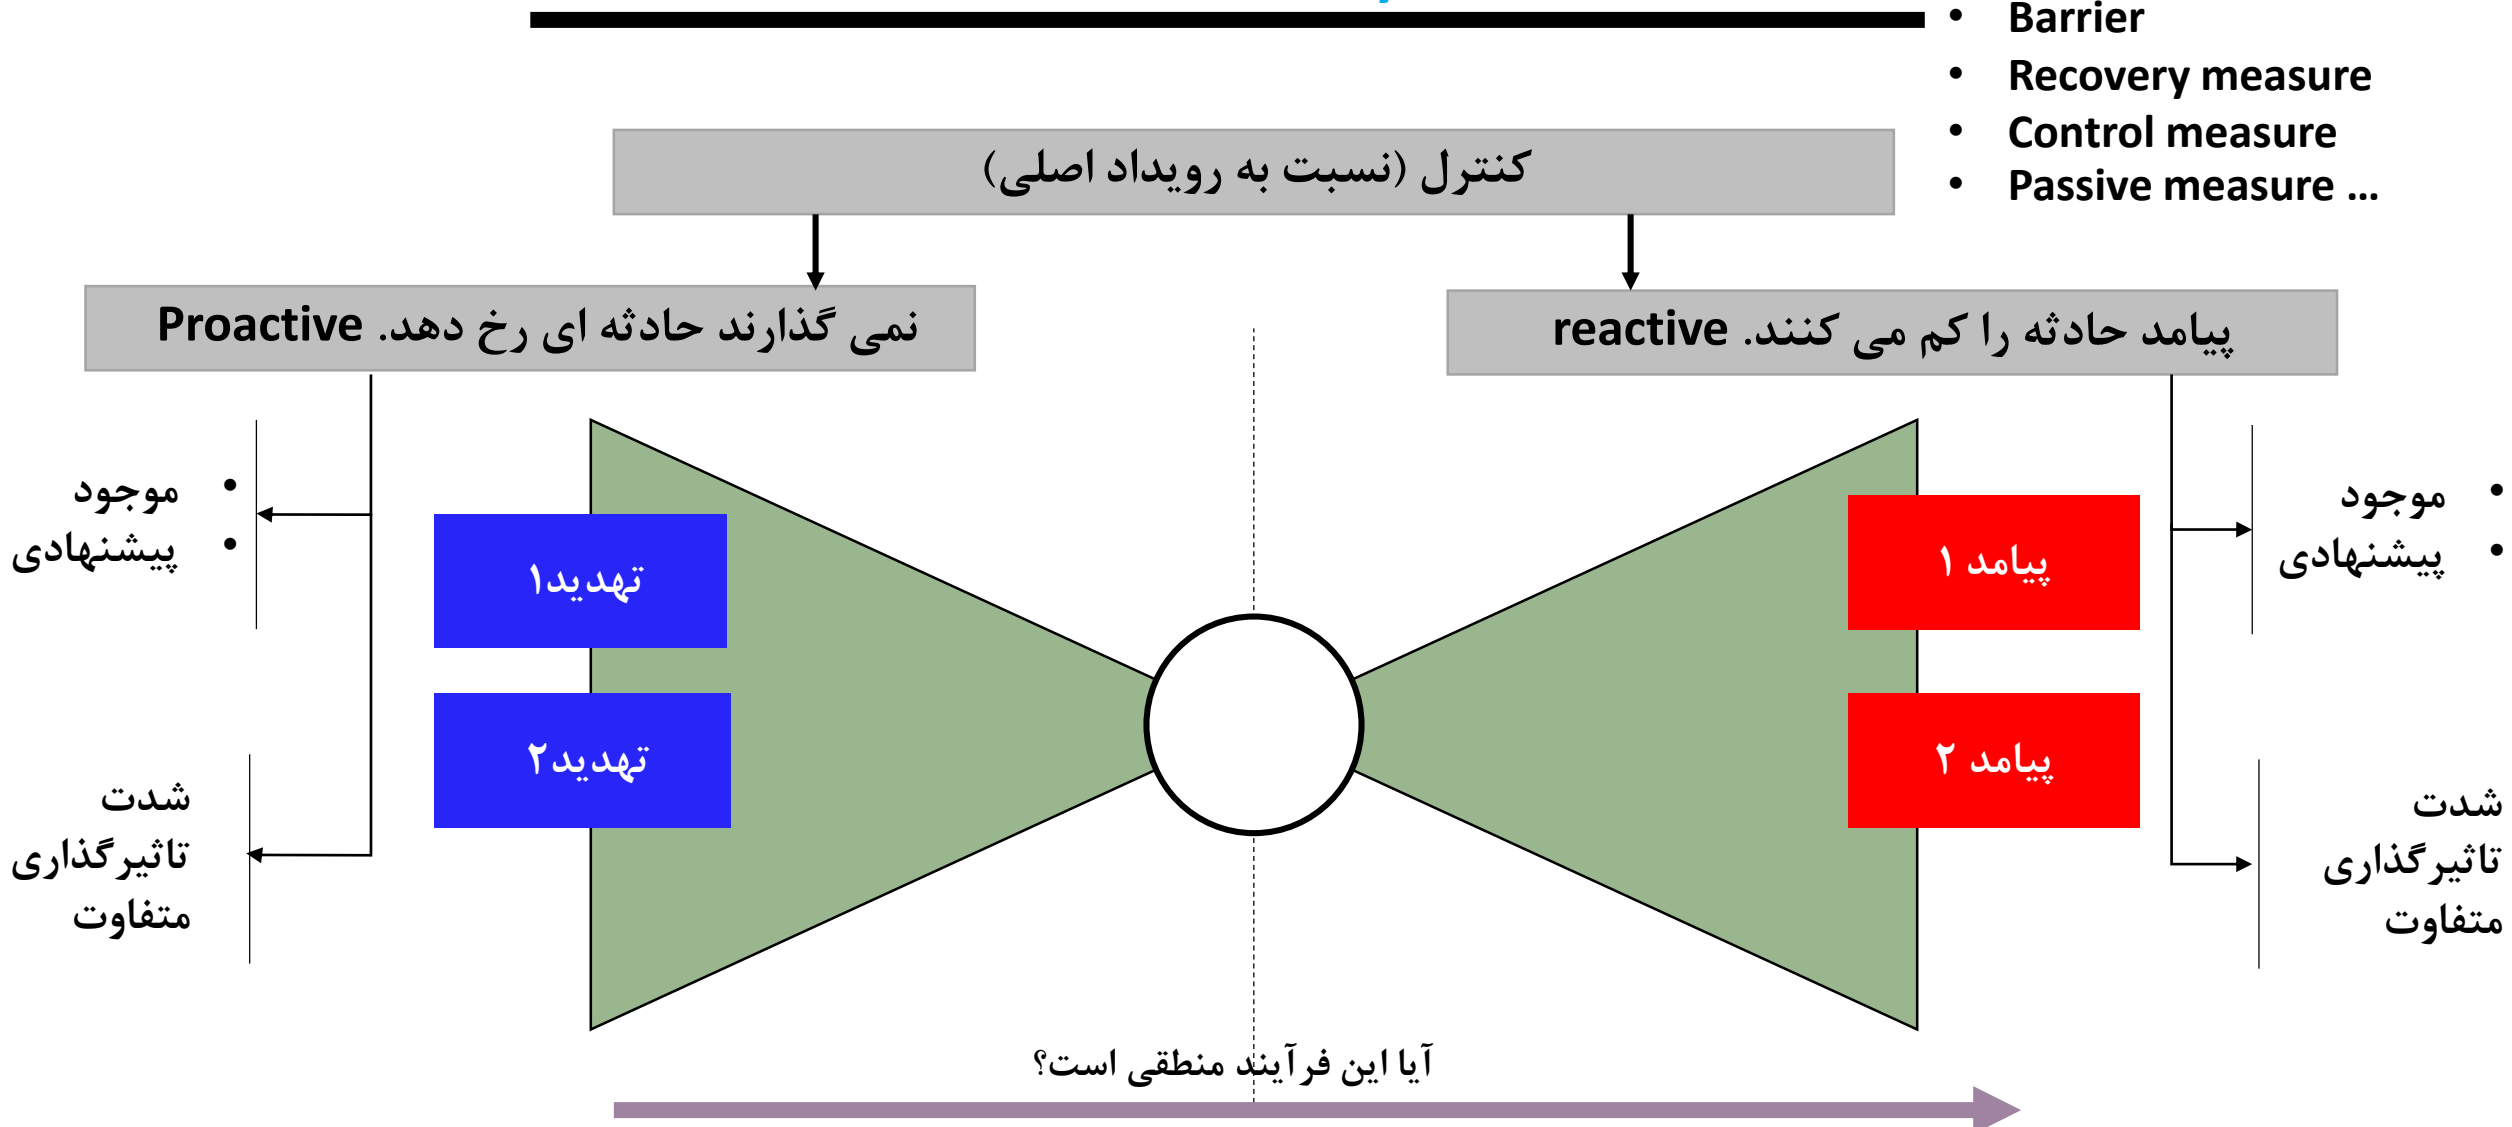 Barrier
Recovery measure
Control measure
Passive measure ...
کنترل (نسبت به رویداد اصلی)
نمی گذارند حادثه ای رخ دهد. Proactive
پیامد حادثه را کم می کنند. reactive
موجود
پیشنهادی
شدت
تاثیرگذاری
متفاوت
تهدید۱
تهدید۲
پیامد ۱
پیامد ۲
موجود
پیشنهادی
شدت
تاثیرگذاری
متفاوت
آیا این فرآیند منطقی است؟